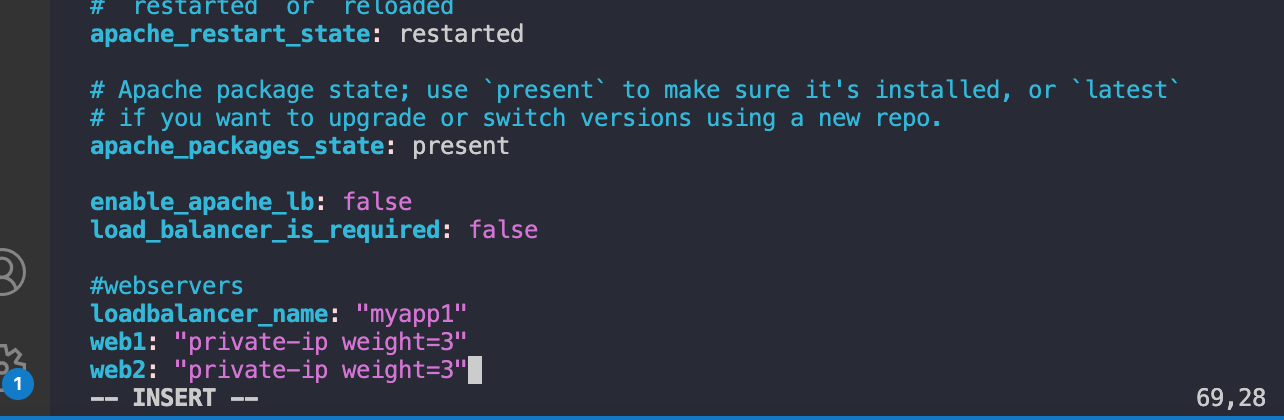 # `restarted` or `reloaded`
apache_restart_state: restarted
# Apache package state; use `present` to make sure it's installed, or `latest`
# if you want to upgrade or switch versions using a new repo.
apache_packages_state: present
enable_apache_lb: false
load_balancer_is_required: false
#webservers
loadbalancer_name: "myapp1"
web1: "private-ip weight=3"
web2: "private-ip weight=3"
-- INSERT --
69,28
1